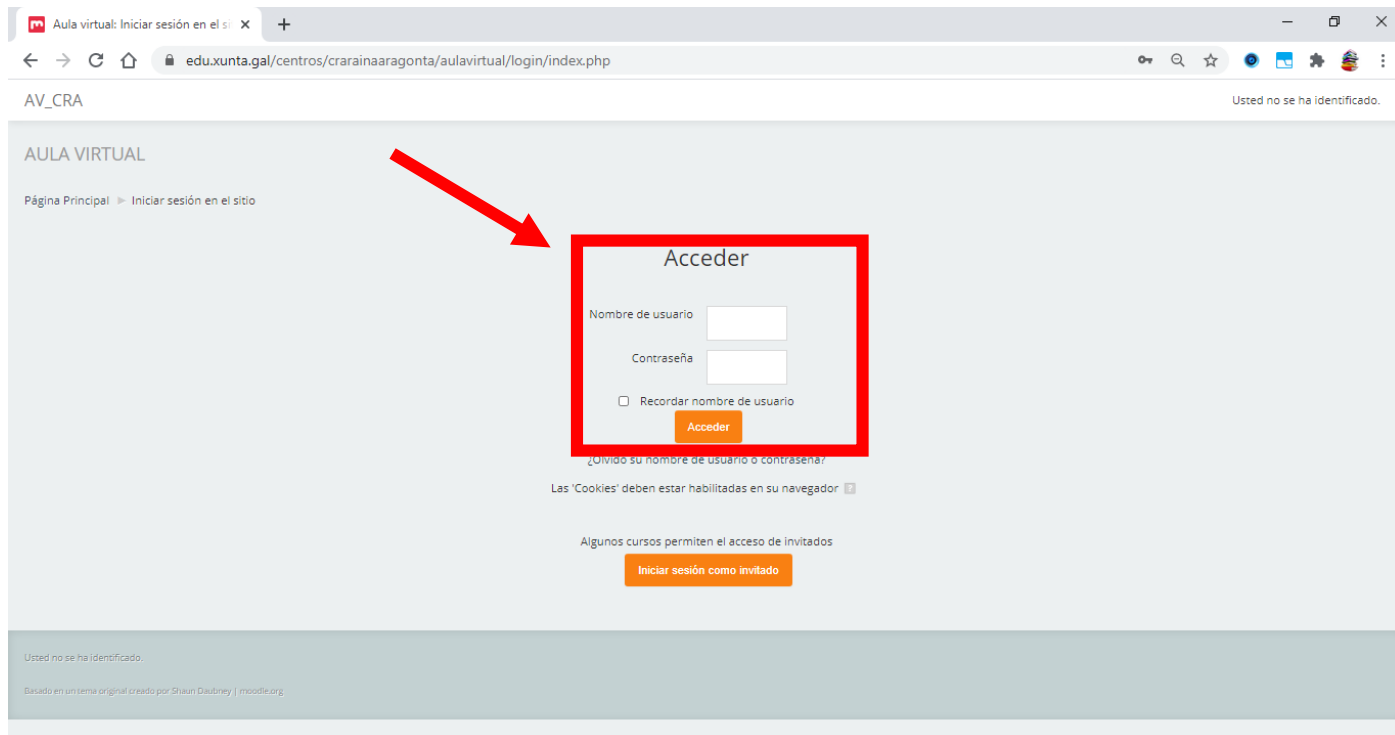 Aula virtual: Iniciar sesión en el si
edu.xunta.gal/centros/crarainaaragonta/aulavirtual/login/index.php
AV_CRA
Usted no se ha identificado.
AULA VIRTUAL
Página Principal ► Iniciar sesión en el sitio
Acceder
Nombre de usuario
Contraseña
Recordar nombre de usuario
Acceder
¿Olvidó su nombre de usuario o contraseña?
Las 'Cookies' deben estar habilitadas en su navegador ?
Algunos cursos permiten el acceso de invitados
Iniciar sesión como invitado
Usted no se ha identificado.
Basado en un tema original creado por Shaun Daubney | moodle.org